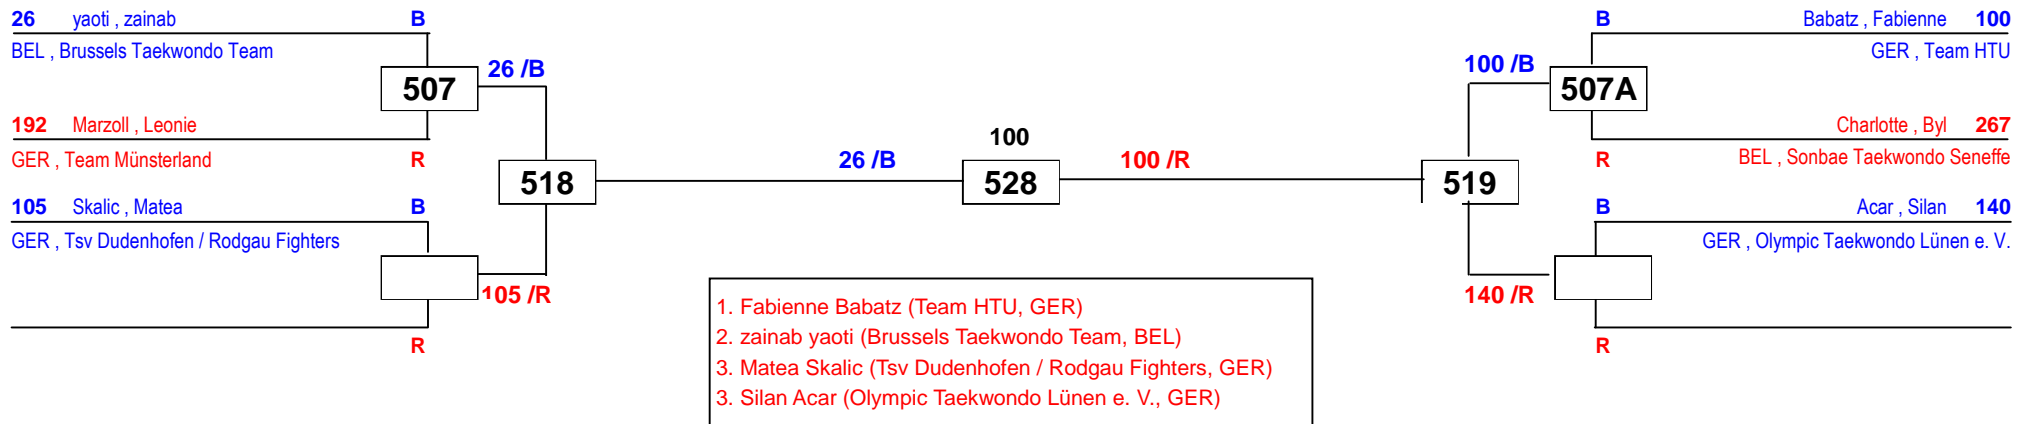 26 yaoti , zainab B
BEL , Brussels Taekwondo Team
507
26 /B
192 Marzoll , Leonie
GER , Team Münsterland R
518
105 Skalic , Matea B
GER , Tsv Dudenhofen / Rodgau Fighters
105 /R
R
26 /B
100
528
100 /R
B Babatz , Fabienne 100
GER , Team HTU
100 /B
507A
Charlotte , Byl 267
R BEL , Sonbae Taekwondo Seneffe
519
B Acar , Silan 140
GER , Olympic Taekwondo Lünen e. V.
140 /R
R
1. Fabienne Babatz (Team HTU, GER)
2. zainab yaoti (Brussels Taekwondo Team, BEL)
3. Matea Skalic (Tsv Dudenhofen / Rodgau Fighters, GER)
3. Silan Acar (Olympic Taekwondo Lünen e. V., GER)